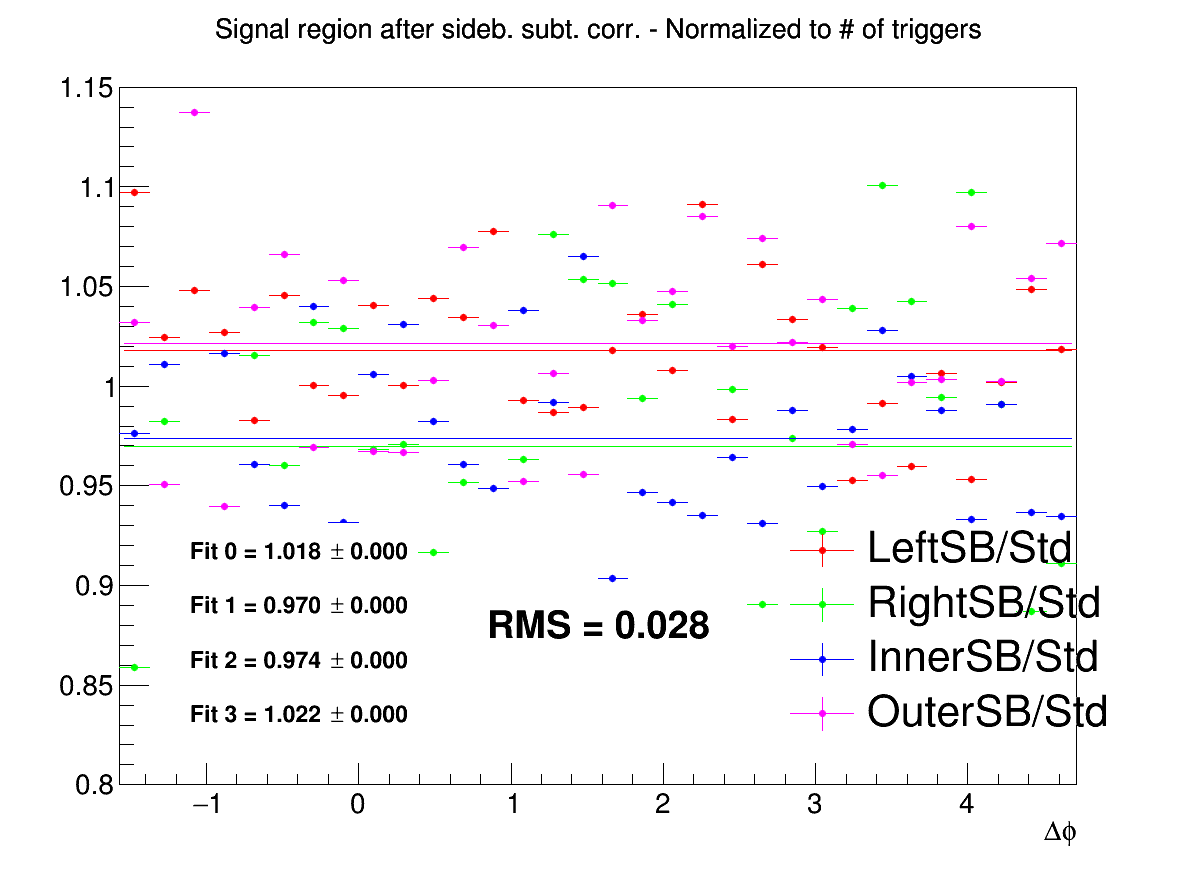 Signal region after sideb. subt. corr. - Normalized to # of triggers
1.15
1.1
1.05
1
0.95
0.9
0.85
0.8
Fit 0 = 1.018 ± 0.000
Fit 1 = 0.970 ± 0.000
Fit 2 = 0.974 ± 0.000
Fit 3 = 1.022 ± 0.000
RMS = 0.028
LeftSB/Std
RightSB/Std
InnerSB/Std
OuterSB/Std
−1 0 1 2 3 4
Δϕ